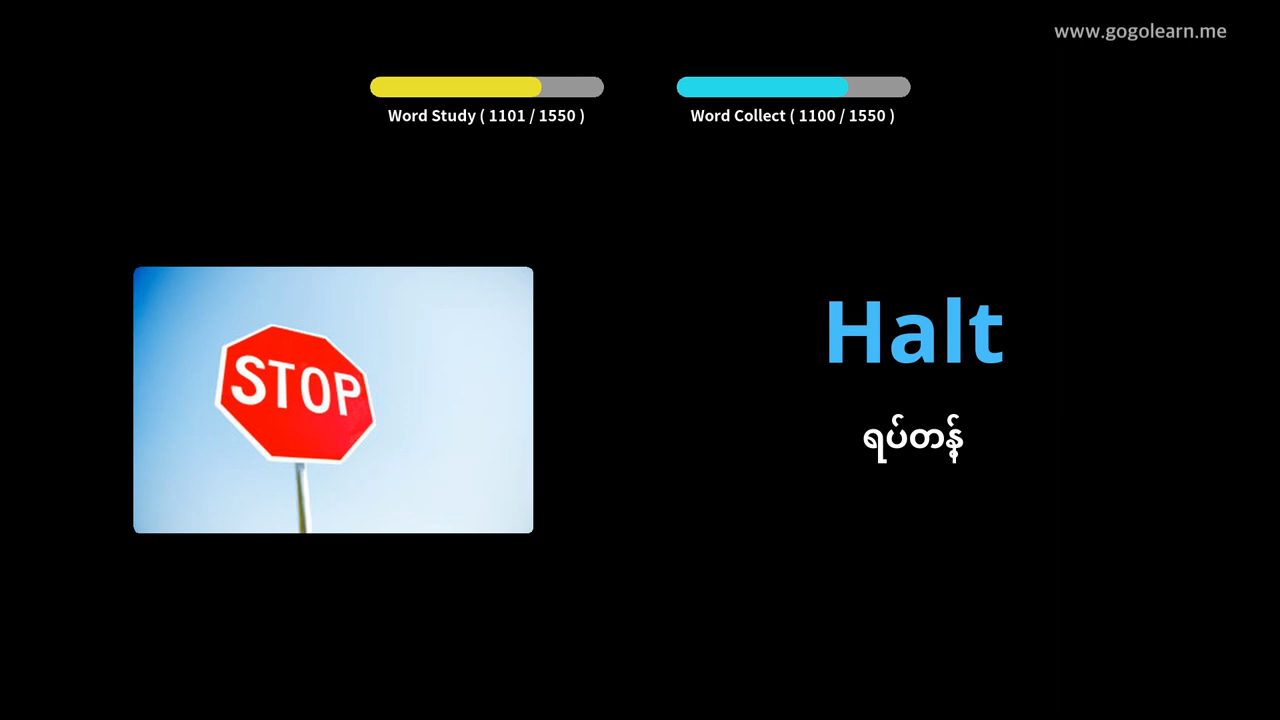 www.gogolearn.me
Word Study ( 1101 / 1550 )
Word Collect ( 1100 / 1550 )
STOP
Halt
ရပ်တန့်